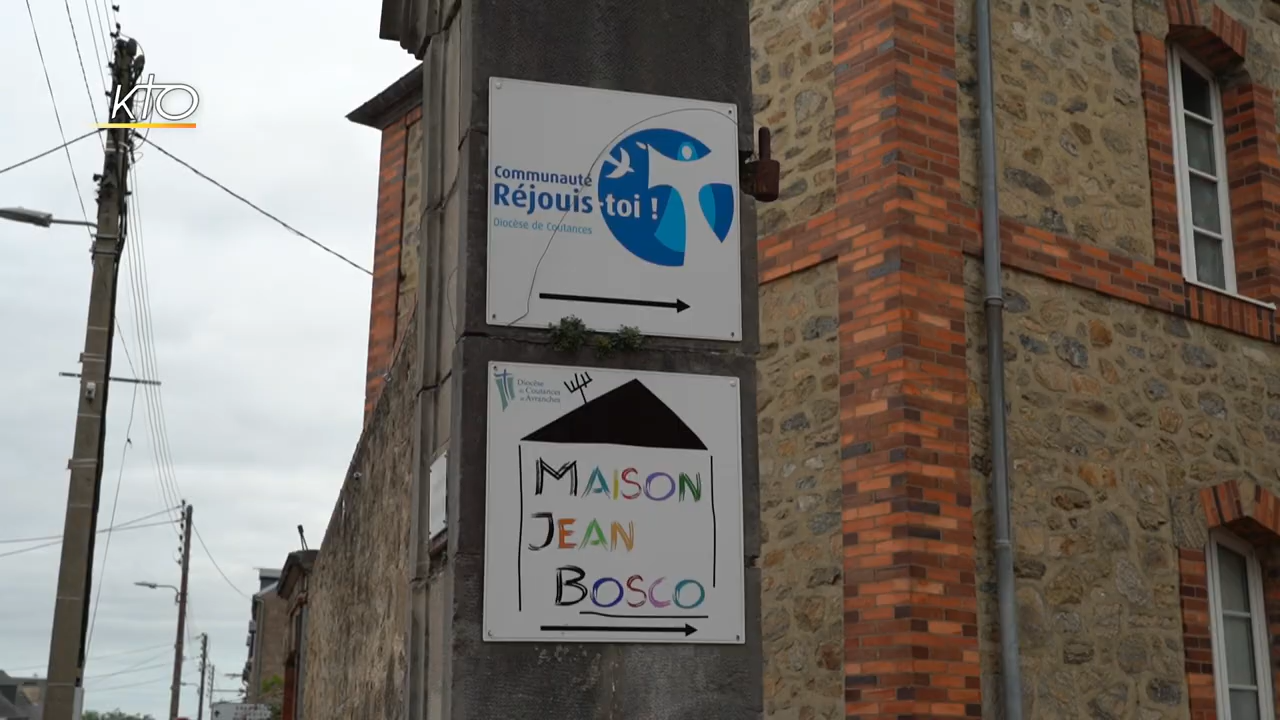 kTO
Communauté
Réjouis-toi !
Diocèse de Coutances
Diocèse
de Coutances
et Avranches
MAISON
JEAN
BOSCO